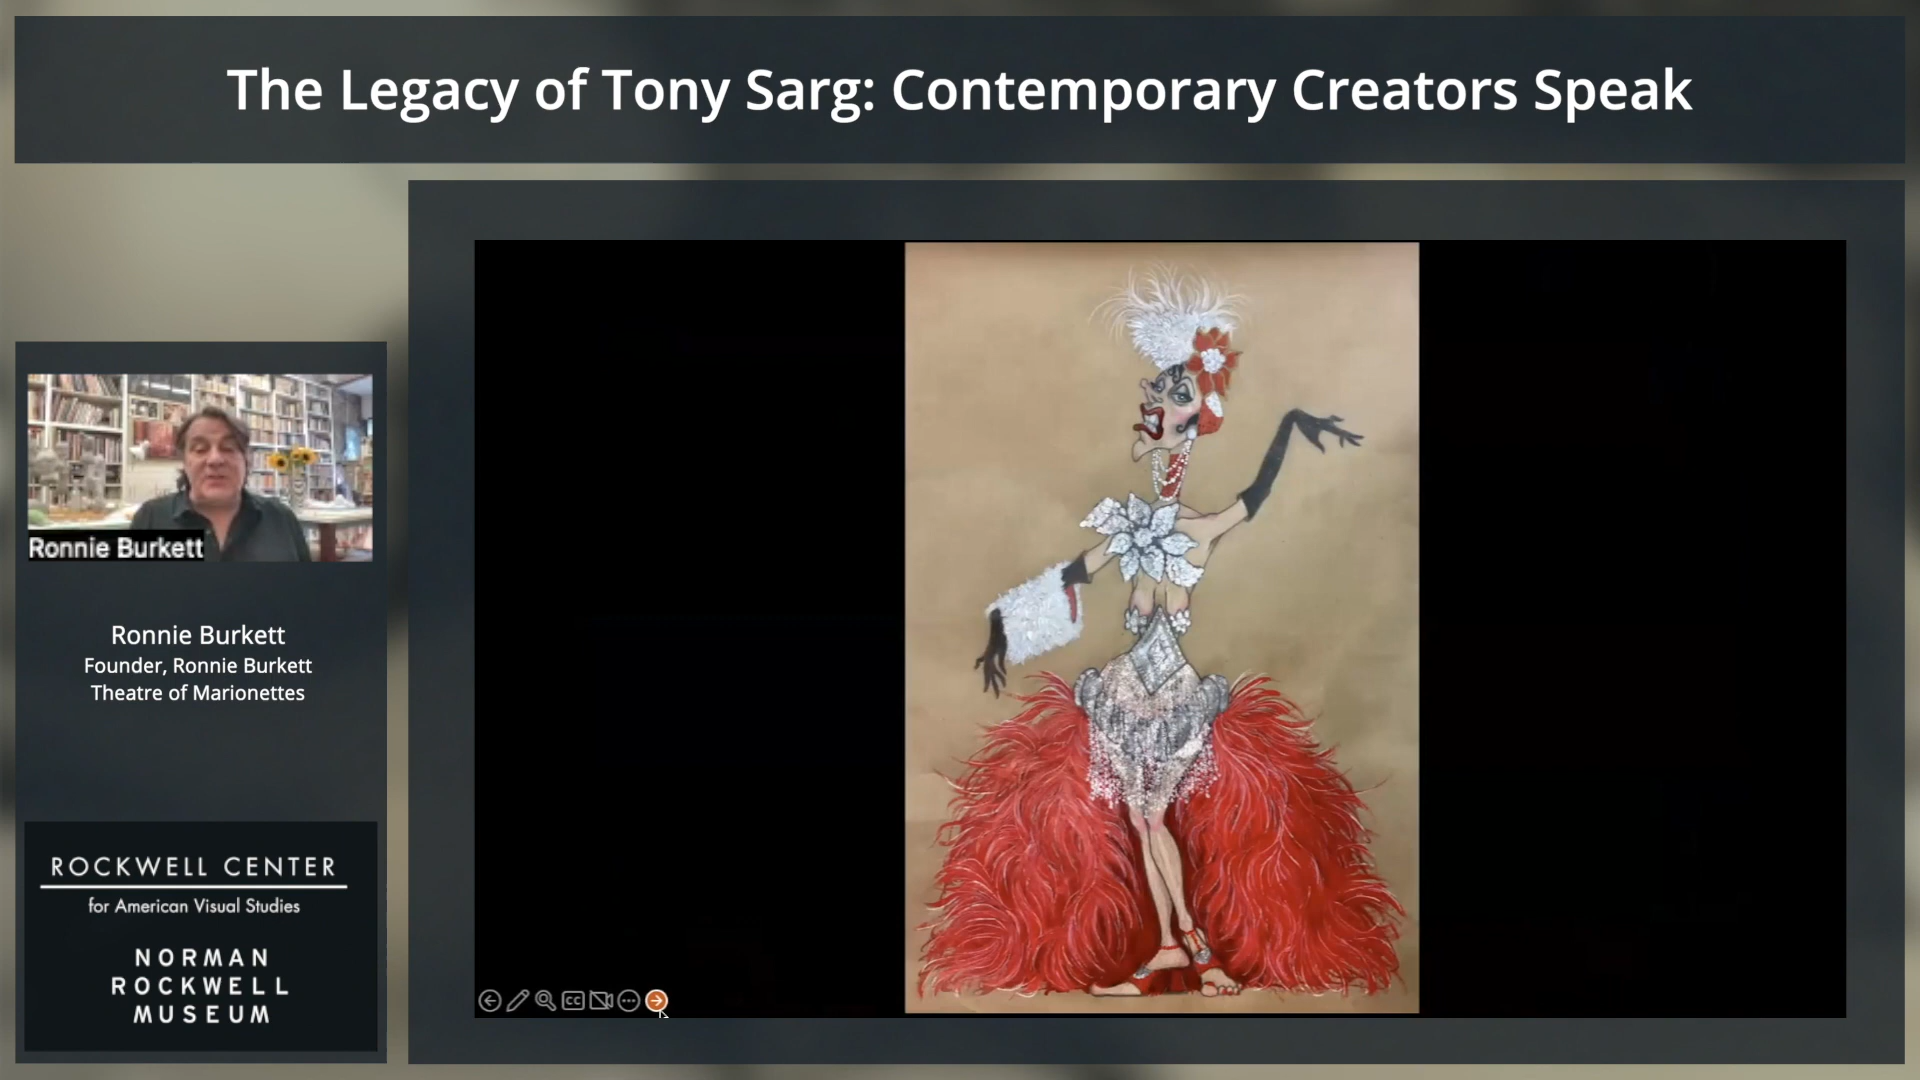 The Legacy of Tony Sarg: Contemporary Creators Speak
Ronnie Burkett
Ronnie Burkett
Founder, Ronnie Burkett
Theatre of Marionettes
ROCKWELL CENTER
for American Visual Studies
NORMAN
ROCKWELL
MUSEUM
CC